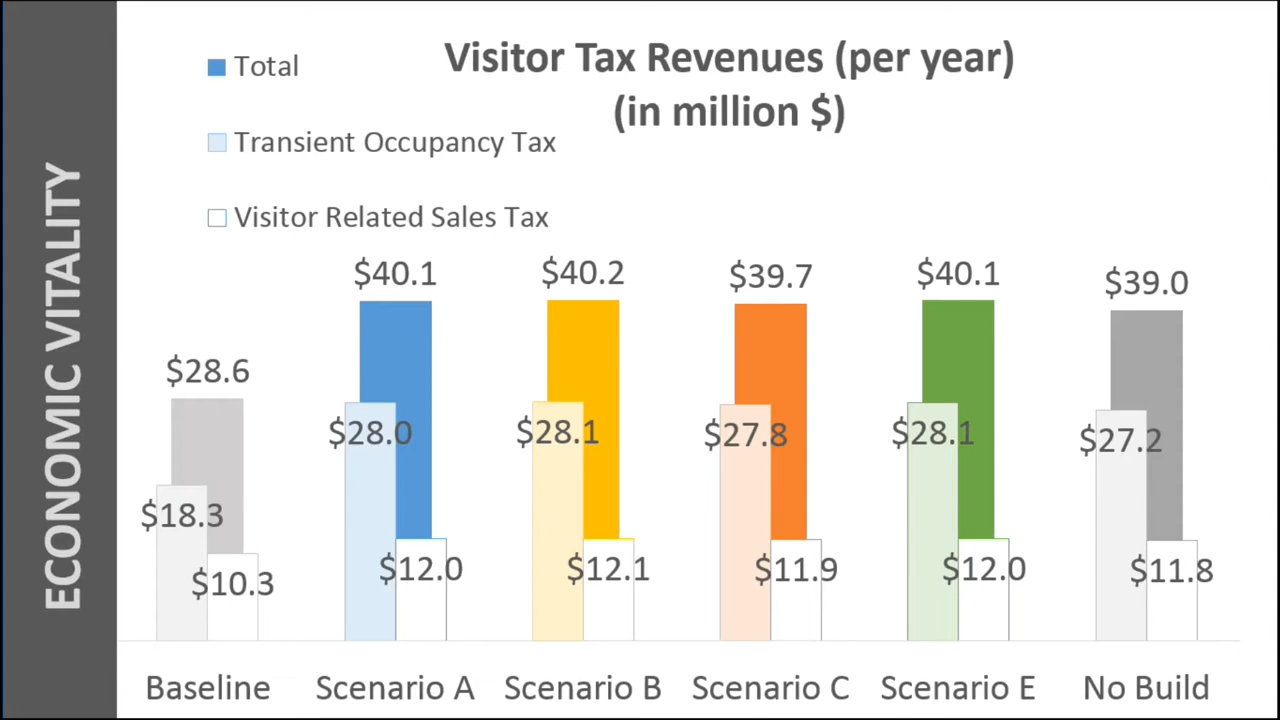 ECONOMIC VITALITY
Visitor Tax Revenues (per year)
(in million $)
Total
Transient Occupancy Tax
Visitor Related Sales Tax
$28.6
$18.3
$10.3
$40.1
$28.0
$12.0
$40.2
$28.1
$12.1
$39.7
$27.8
$11.9
$40.1
$28.1
$12.0
$39.0
$27.2
$11.8
Baseline
Scenario A
Scenario B
Scenario C
Scenario E
No Build